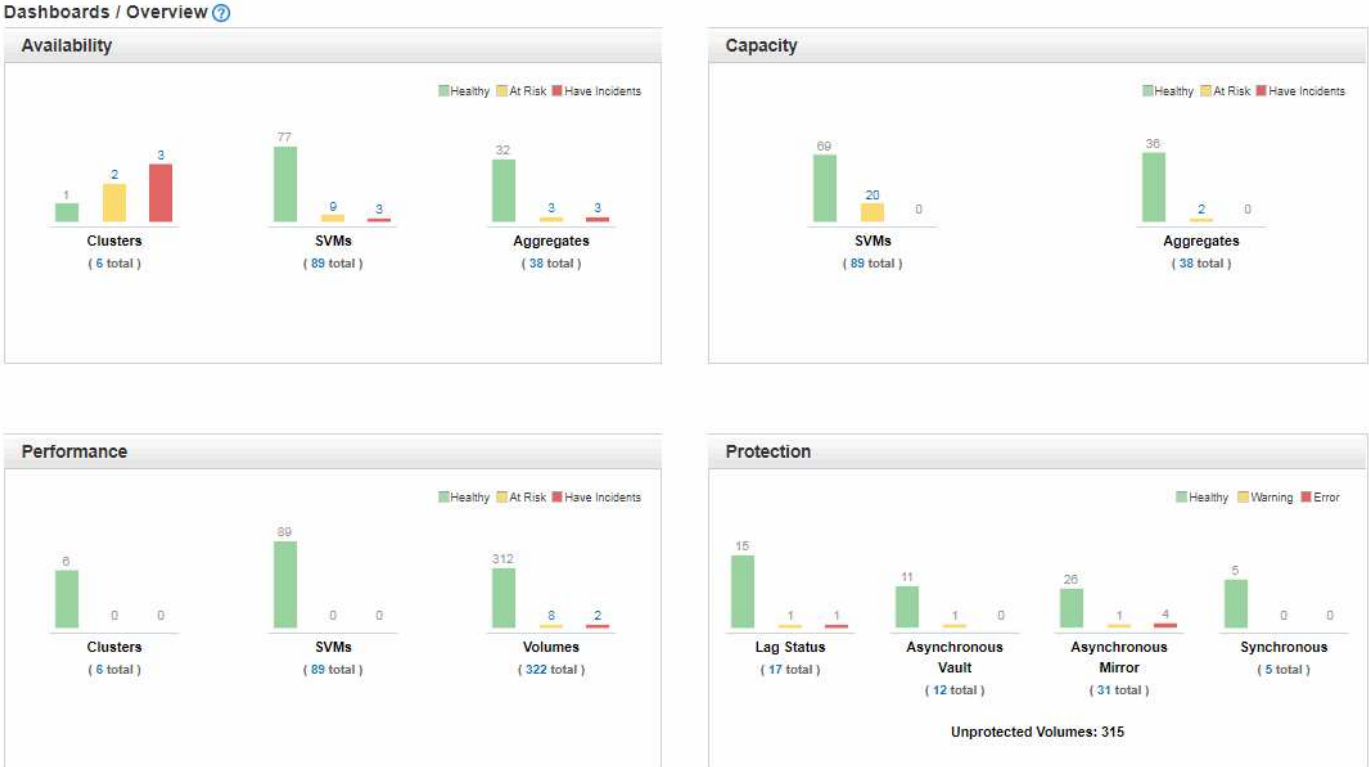 Dashboards / Overview ?
Availability
Healthy At Risk Have Incidents
1 2 3
Clusters
( 6 total )
77 9 3
SVMs
( 89 total )
32 3 3
Aggregates
( 38 total )
Capacity
Healthy At Risk Have Incidents
69 20 0
SVMs
( 89 total )
36 2 0
Aggregates
( 38 total )
Performance
Healthy At Risk Have Incidents
6 0 0
Clusters
( 6 total )
89 0 0
SVMs
( 89 total )
312 8 2
Volumes
( 322 total )
Protection
Healthy Warning Error
15 1 1
Lag Status
( 17 total )
11 1 0
Asynchronous
Vault
( 12 total )
26 1 4
Asynchronous
Mirror
( 31 total )
5 0 0
Synchronous
( 5 total )
Unprotected Volumes: 315